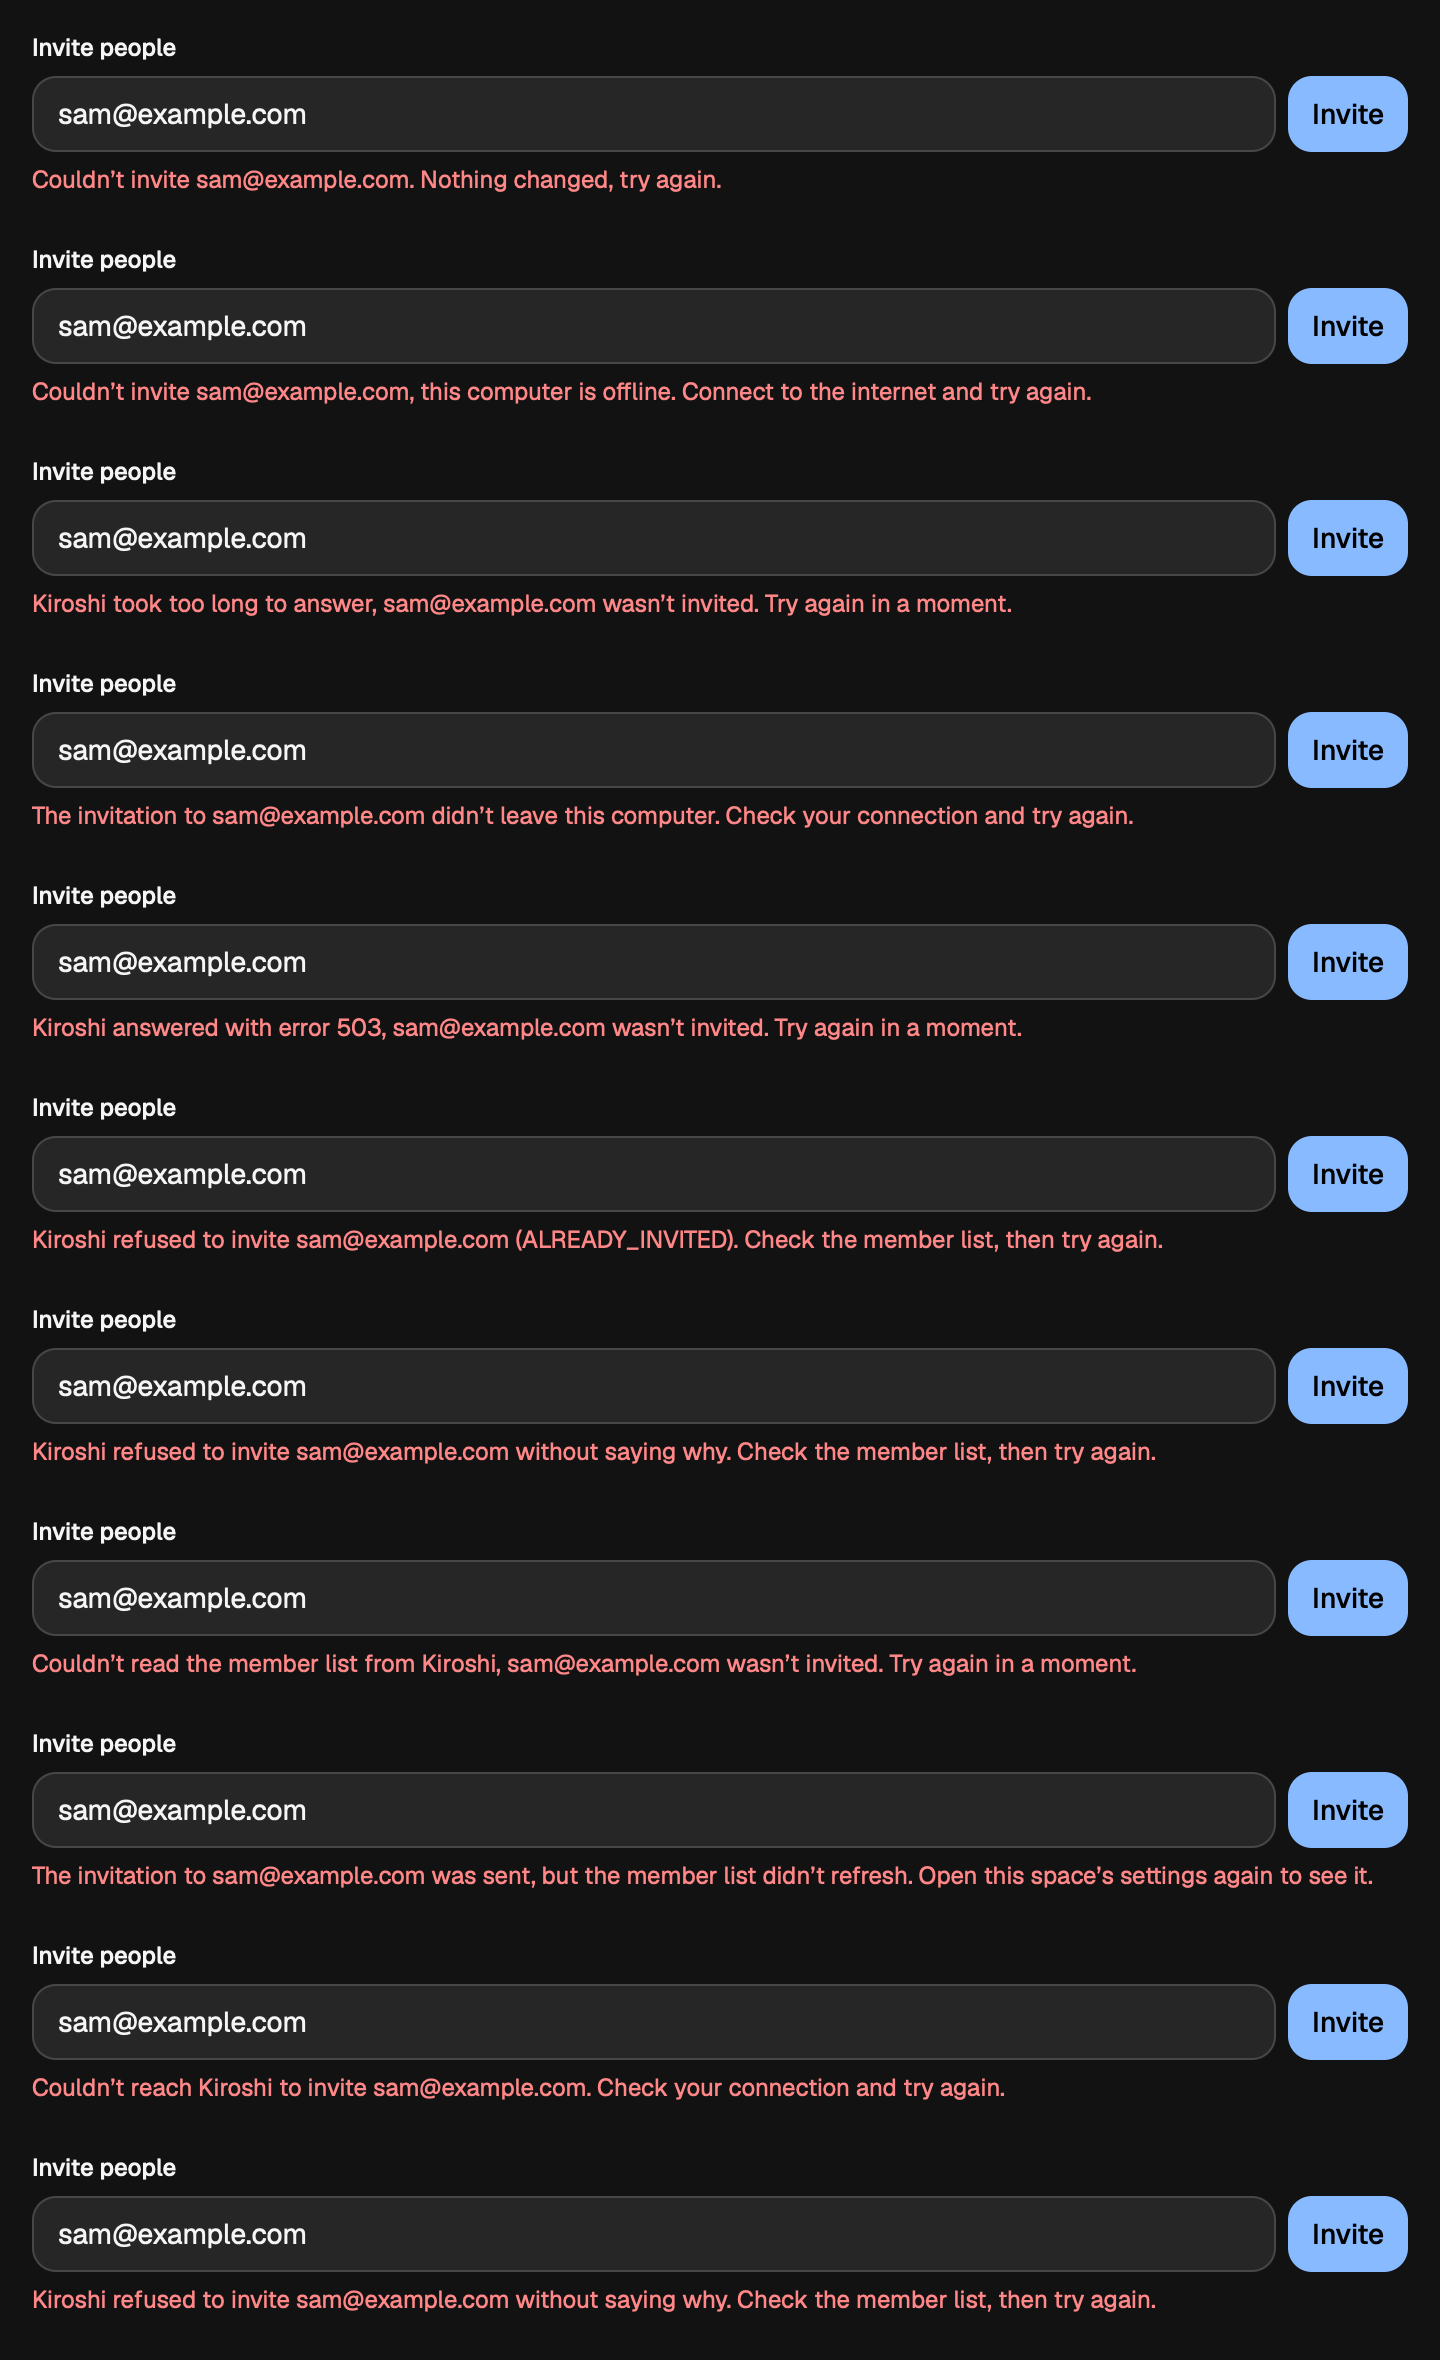 Invite people
sam@example.com
Invite
Couldn’t invite sam@example.com. Nothing changed, try again.
Invite people
sam@example.com
Invite
Couldn’t invite sam@example.com, this computer is offline. Connect to the internet and try again.
Invite people
sam@example.com
Invite
Kiroshi took too long to answer, sam@example.com wasn’t invited. Try again in a moment.
Invite people
sam@example.com
Invite
The invitation to sam@example.com didn’t leave this computer. Check your connection and try again.
Invite people
sam@example.com
Invite
Kiroshi answered with error 503, sam@example.com wasn’t invited. Try again in a moment.
Invite people
sam@example.com
Invite
Kiroshi refused to invite sam@example.com (ALREADY_INVITED). Check the member list, then try again.
Invite people
sam@example.com
Invite
Kiroshi refused to invite sam@example.com without saying why. Check the member list, then try again.
Invite people
sam@example.com
Invite
Couldn’t read the member list from Kiroshi, sam@example.com wasn’t invited. Try again in a moment.
Invite people
sam@example.com
Invite
The invitation to sam@example.com was sent, but the member list didn’t refresh. Open this space’s settings again to see it.
Invite people
sam@example.com
Invite
Couldn’t reach Kiroshi to invite sam@example.com. Check your connection and try again.
Invite people
sam@example.com
Invite
Kiroshi refused to invite sam@example.com without saying why. Check the member list, then try again.